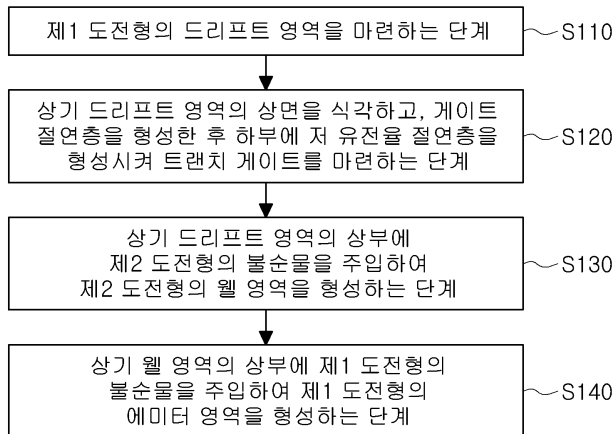 제1 도전형의 드리프트 영역을 마련하는 단계
S110
상기 드리프트 영역의 상면을 식각하고, 게이트
절연층을 형성한 후 하부에 저 유전율 절연층을
형성시켜 트랜치 게이트를 마련하는 단계
S120
상기 드리프트 영역의 상부에
제2 도전형의 불순물을 주입하여
제2 도전형의 웰 영역을 형성하는 단계
S130
상기 웰 영역의 상부에 제1 도전형의
불순물을 주입하여 제1 도전형의
에미터 영역을 형성하는 단계
S140